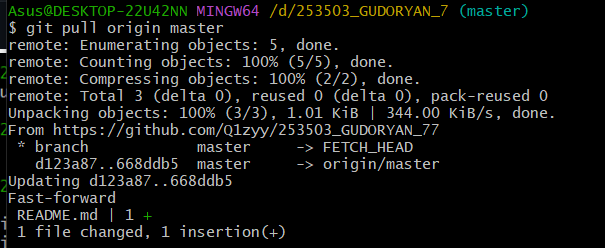 Asus@DESKTOP-22U42NN MINGW64 /d/253503_GUDORYAN_7 (master)
$ git pull origin master
remote: Enumerating objects: 5, done.
remote: Counting objects: 100% (5/5), done.
remote: Compressing objects: 100% (2/2), done.
remote: Total 3 (delta 0), reused 0 (delta 0), pack-reused 0
Unpacking objects: 100% (3/3), 1.01 KiB | 344.00 KiB/s, done.
From https://github.com/Q1zyy/253503_GUDORYAN_77
 * branch            master     -> FETCH_HEAD
   d123a87..668ddb5  master     -> origin/master
Updating d123a87..668ddb5
Fast-forward
 README.md | 1 +
 1 file changed, 1 insertion(+)